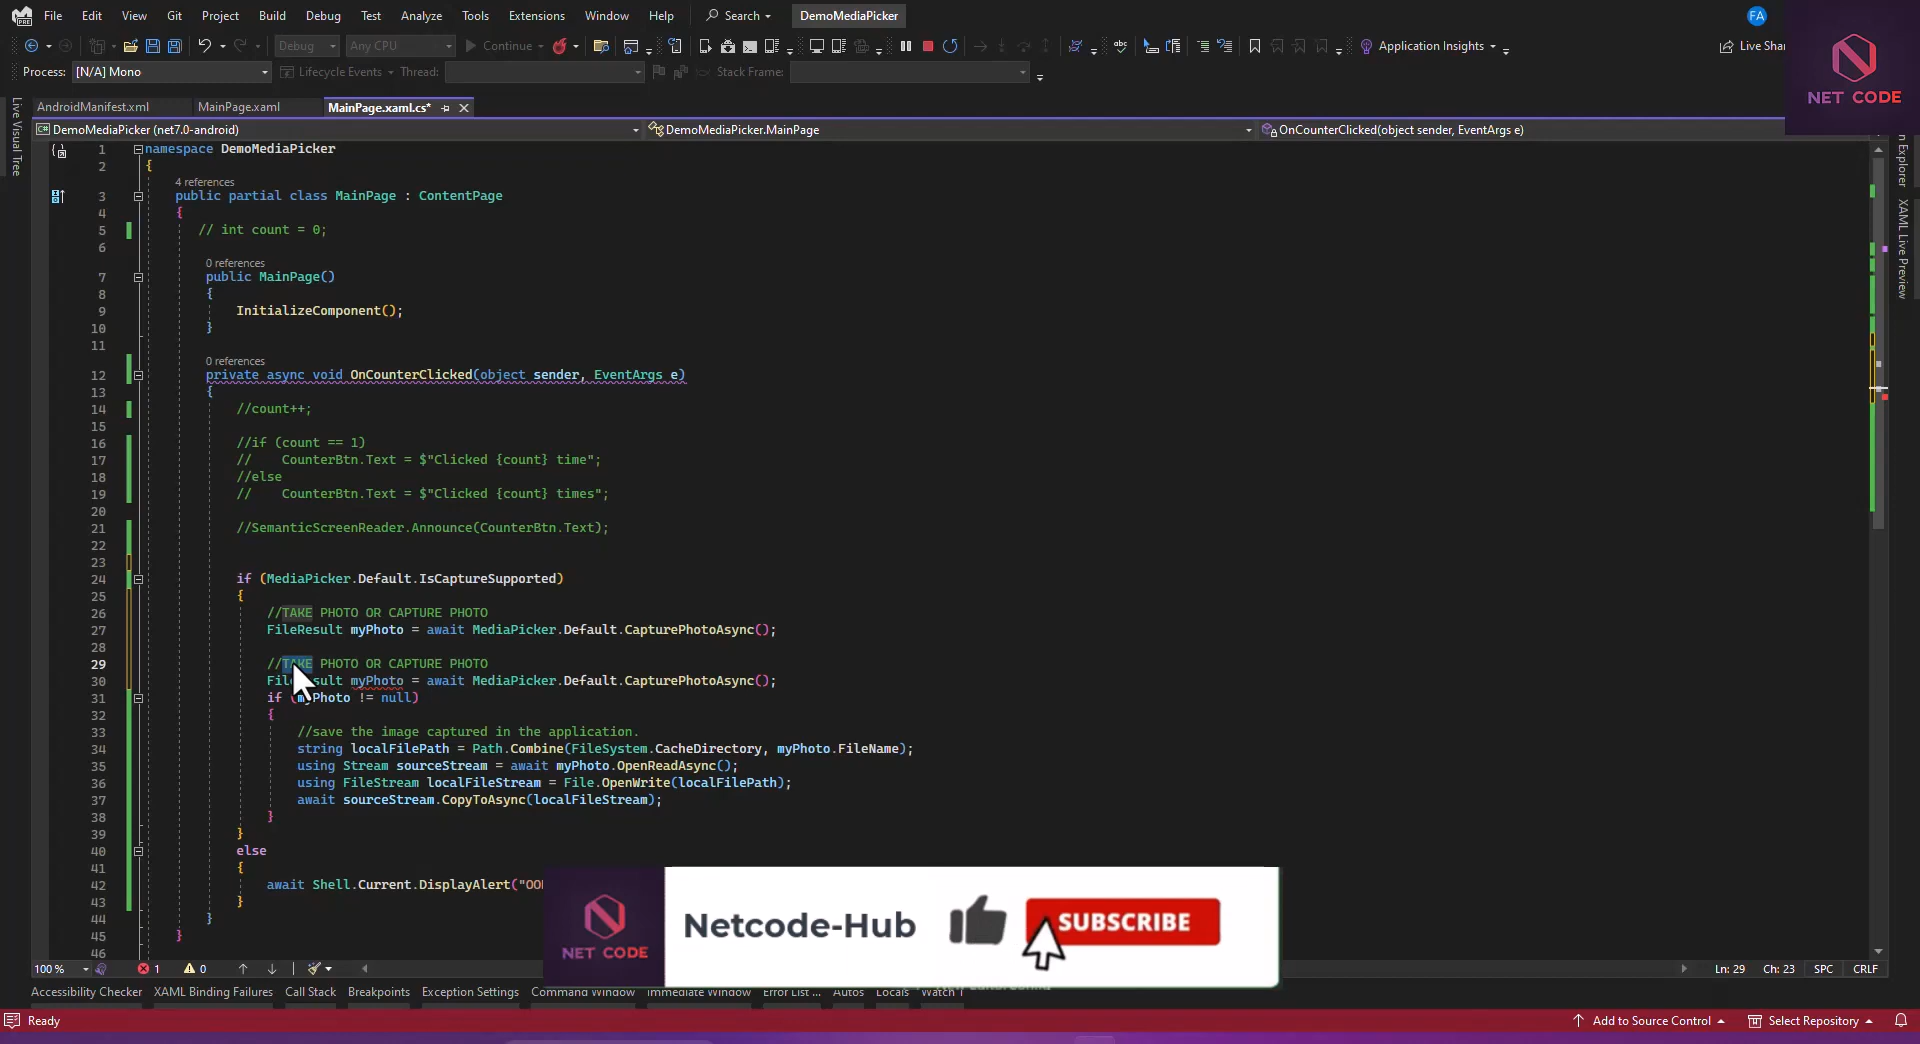 File Edit View Git Project Build Debug Test Analyze Tools Extensions Window Help Search DemoMediaPicker FA
Debug Any CPU Continue Application Insights Live Shar
Process: [N/A] Mono Lifecycle Events Thread: Stack Frame:
NET CODE
AndroidManifest.xml MainPage.xaml MainPage.xaml.cs*
DemoMediaPicker (net7.0-android) DemoMediaPicker.MainPage OnCounterClicked(object sender, EventArgs e)
Live Visual Tree
n Explorer
XAML Live Preview
1 namespace DemoMediaPicker
2 {
4 references
3 public partial class MainPage : ContentPage
4 {
5 // int count = 0;
6
0 references
7 public MainPage()
8 {
9 InitializeComponent();
10 }
11
0 references
12 private async void OnCounterClicked(object sender, EventArgs e)
13 {
14 //count++;
15
16 //if (count == 1)
17 // CounterBtn.Text = $"Clicked {count} time";
18 //else
19 // CounterBtn.Text = $"Clicked {count} times";
20
21 //SemanticScreenReader.Announce(CounterBtn.Text);
22
23
24 if (MediaPicker.Default.IsCaptureSupported)
25 {
26 //TAKE PHOTO OR CAPTURE PHOTO
27 FileResult myPhoto = await MediaPicker.Default.CapturePhotoAsync();
28
29 //TAKE PHOTO OR CAPTURE PHOTO
30 FileResult myPhoto = await MediaPicker.Default.CapturePhotoAsync();
31 if (myPhoto != null)
32 {
33 //save the image captured in the application.
34 string localFilePath = Path.Combine(FileSystem.CacheDirectory, myPhoto.FileName);
35 using Stream sourceStream = await myPhoto.OpenReadAsync();
36 using FileStream localFileStream = File.OpenWrite(localFilePath);
37 await sourceStream.CopyToAsync(localFileStream);
38 }
39 }
40 else
41 {
42 await Shell.Current.DisplayAlert("OO
43 }
44 }
45 }
46
NET CODE
Netcode-Hub SUBSCRIBE
100 % 1 0 Ln: 29 Ch: 23 SPC CRLF
Accessibility Checker XAML Binding Failures Call Stack Breakpoints Exception Settings Command Window Immediate Window Error List ... Autos Locals Watch 1
Ready Add to Source Control Select Repository